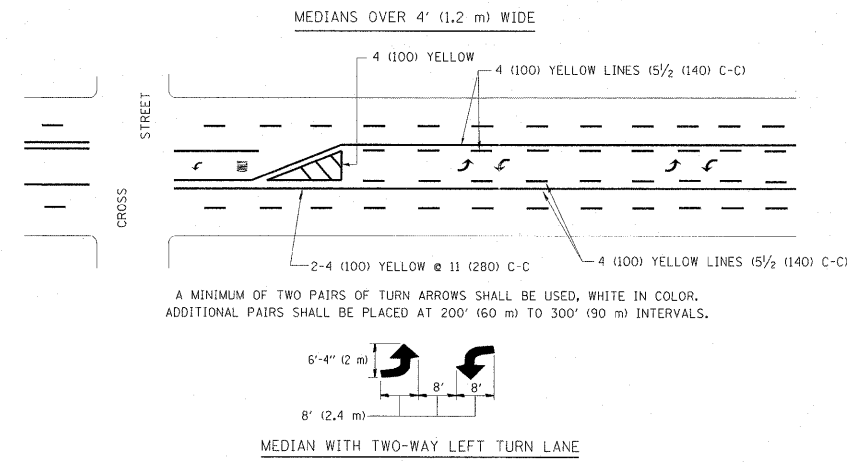 MEDIANS OVER 4' (1.2 m) WIDE
4 (100) YELLOW
4 (100) YELLOW LINES (5½ (140) C-C)
STREET
CROSS
2-4 (100) YELLOW @ 11 (280) C-C
4 (100) YELLOW LINES (5½ (140) C-C)
A MINIMUM OF TWO PAIRS OF TURN ARROWS SHALL BE USED, WHITE IN COLOR.
ADDITIONAL PAIRS SHALL BE PLACED AT 200' (60 m) TO 300' (90 m) INTERVALS.
6'-4" (2 m)
8' 8'
8' (2.4 m)
MEDIAN WITH TWO-WAY LEFT TURN LANE